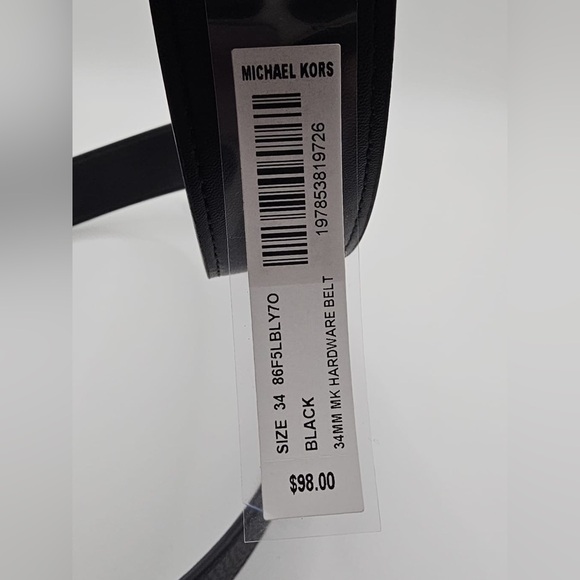 MICHAEL KORS
197853819726
SIZE 34 86F5LBLY7O
BLACK
34MM MK HARDWARE BELT
$98.00